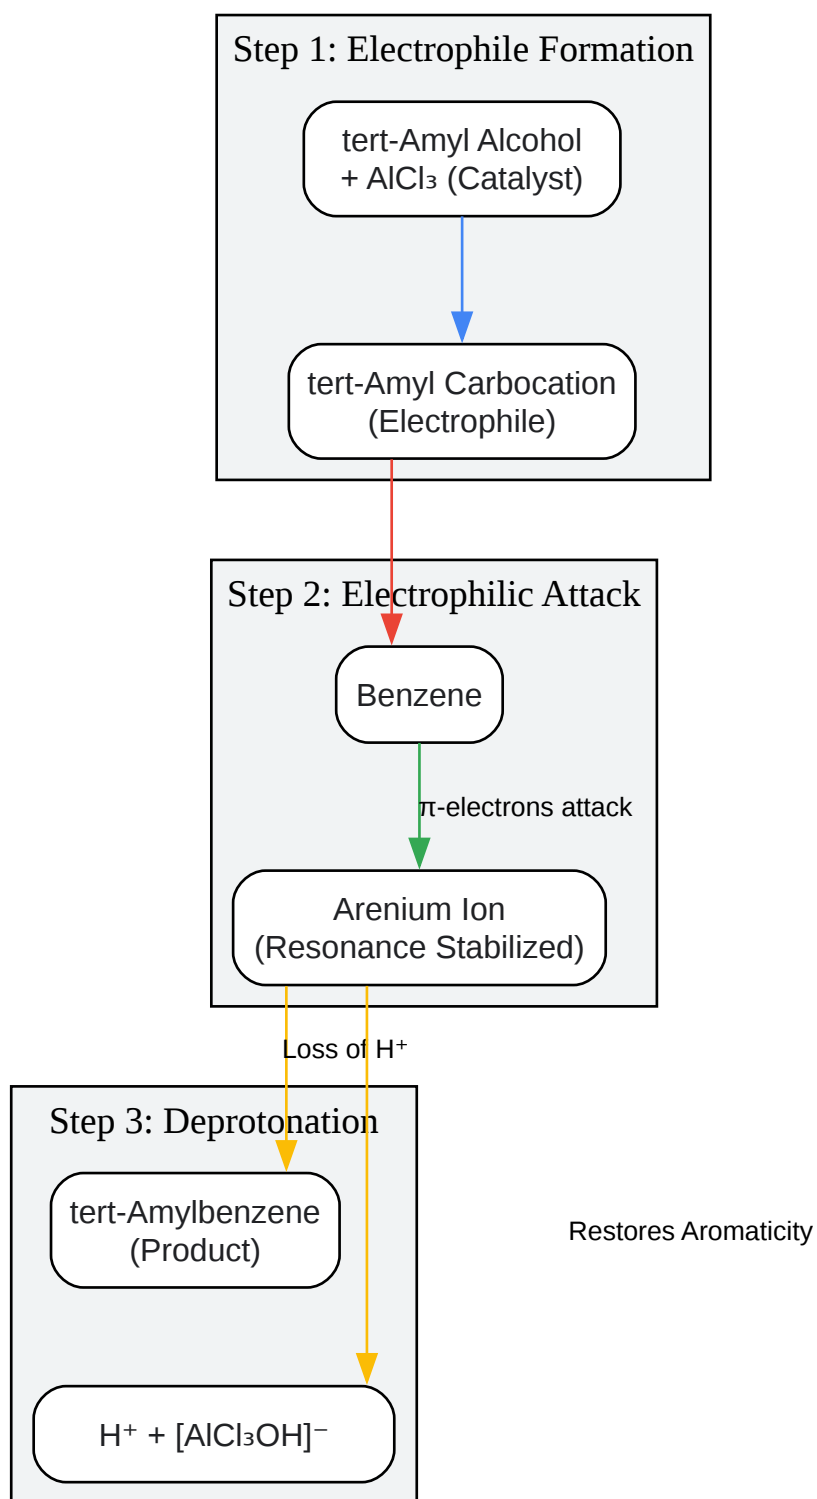 Step 1: Electrophile Formation
tert-Amyl Alcohol
+ AlCl₃ (Catalyst)
tert-Amyl Carbocation
(Electrophile)
Step 2: Electrophilic Attack
Benzene
π-electrons attack
Arenium Ion
(Resonance Stabilized)
Loss of H⁺
Step 3: Deprotonation
tert-Amylbenzene
(Product)
Restores Aromaticity
H⁺ + [AlCl₃OH]⁻